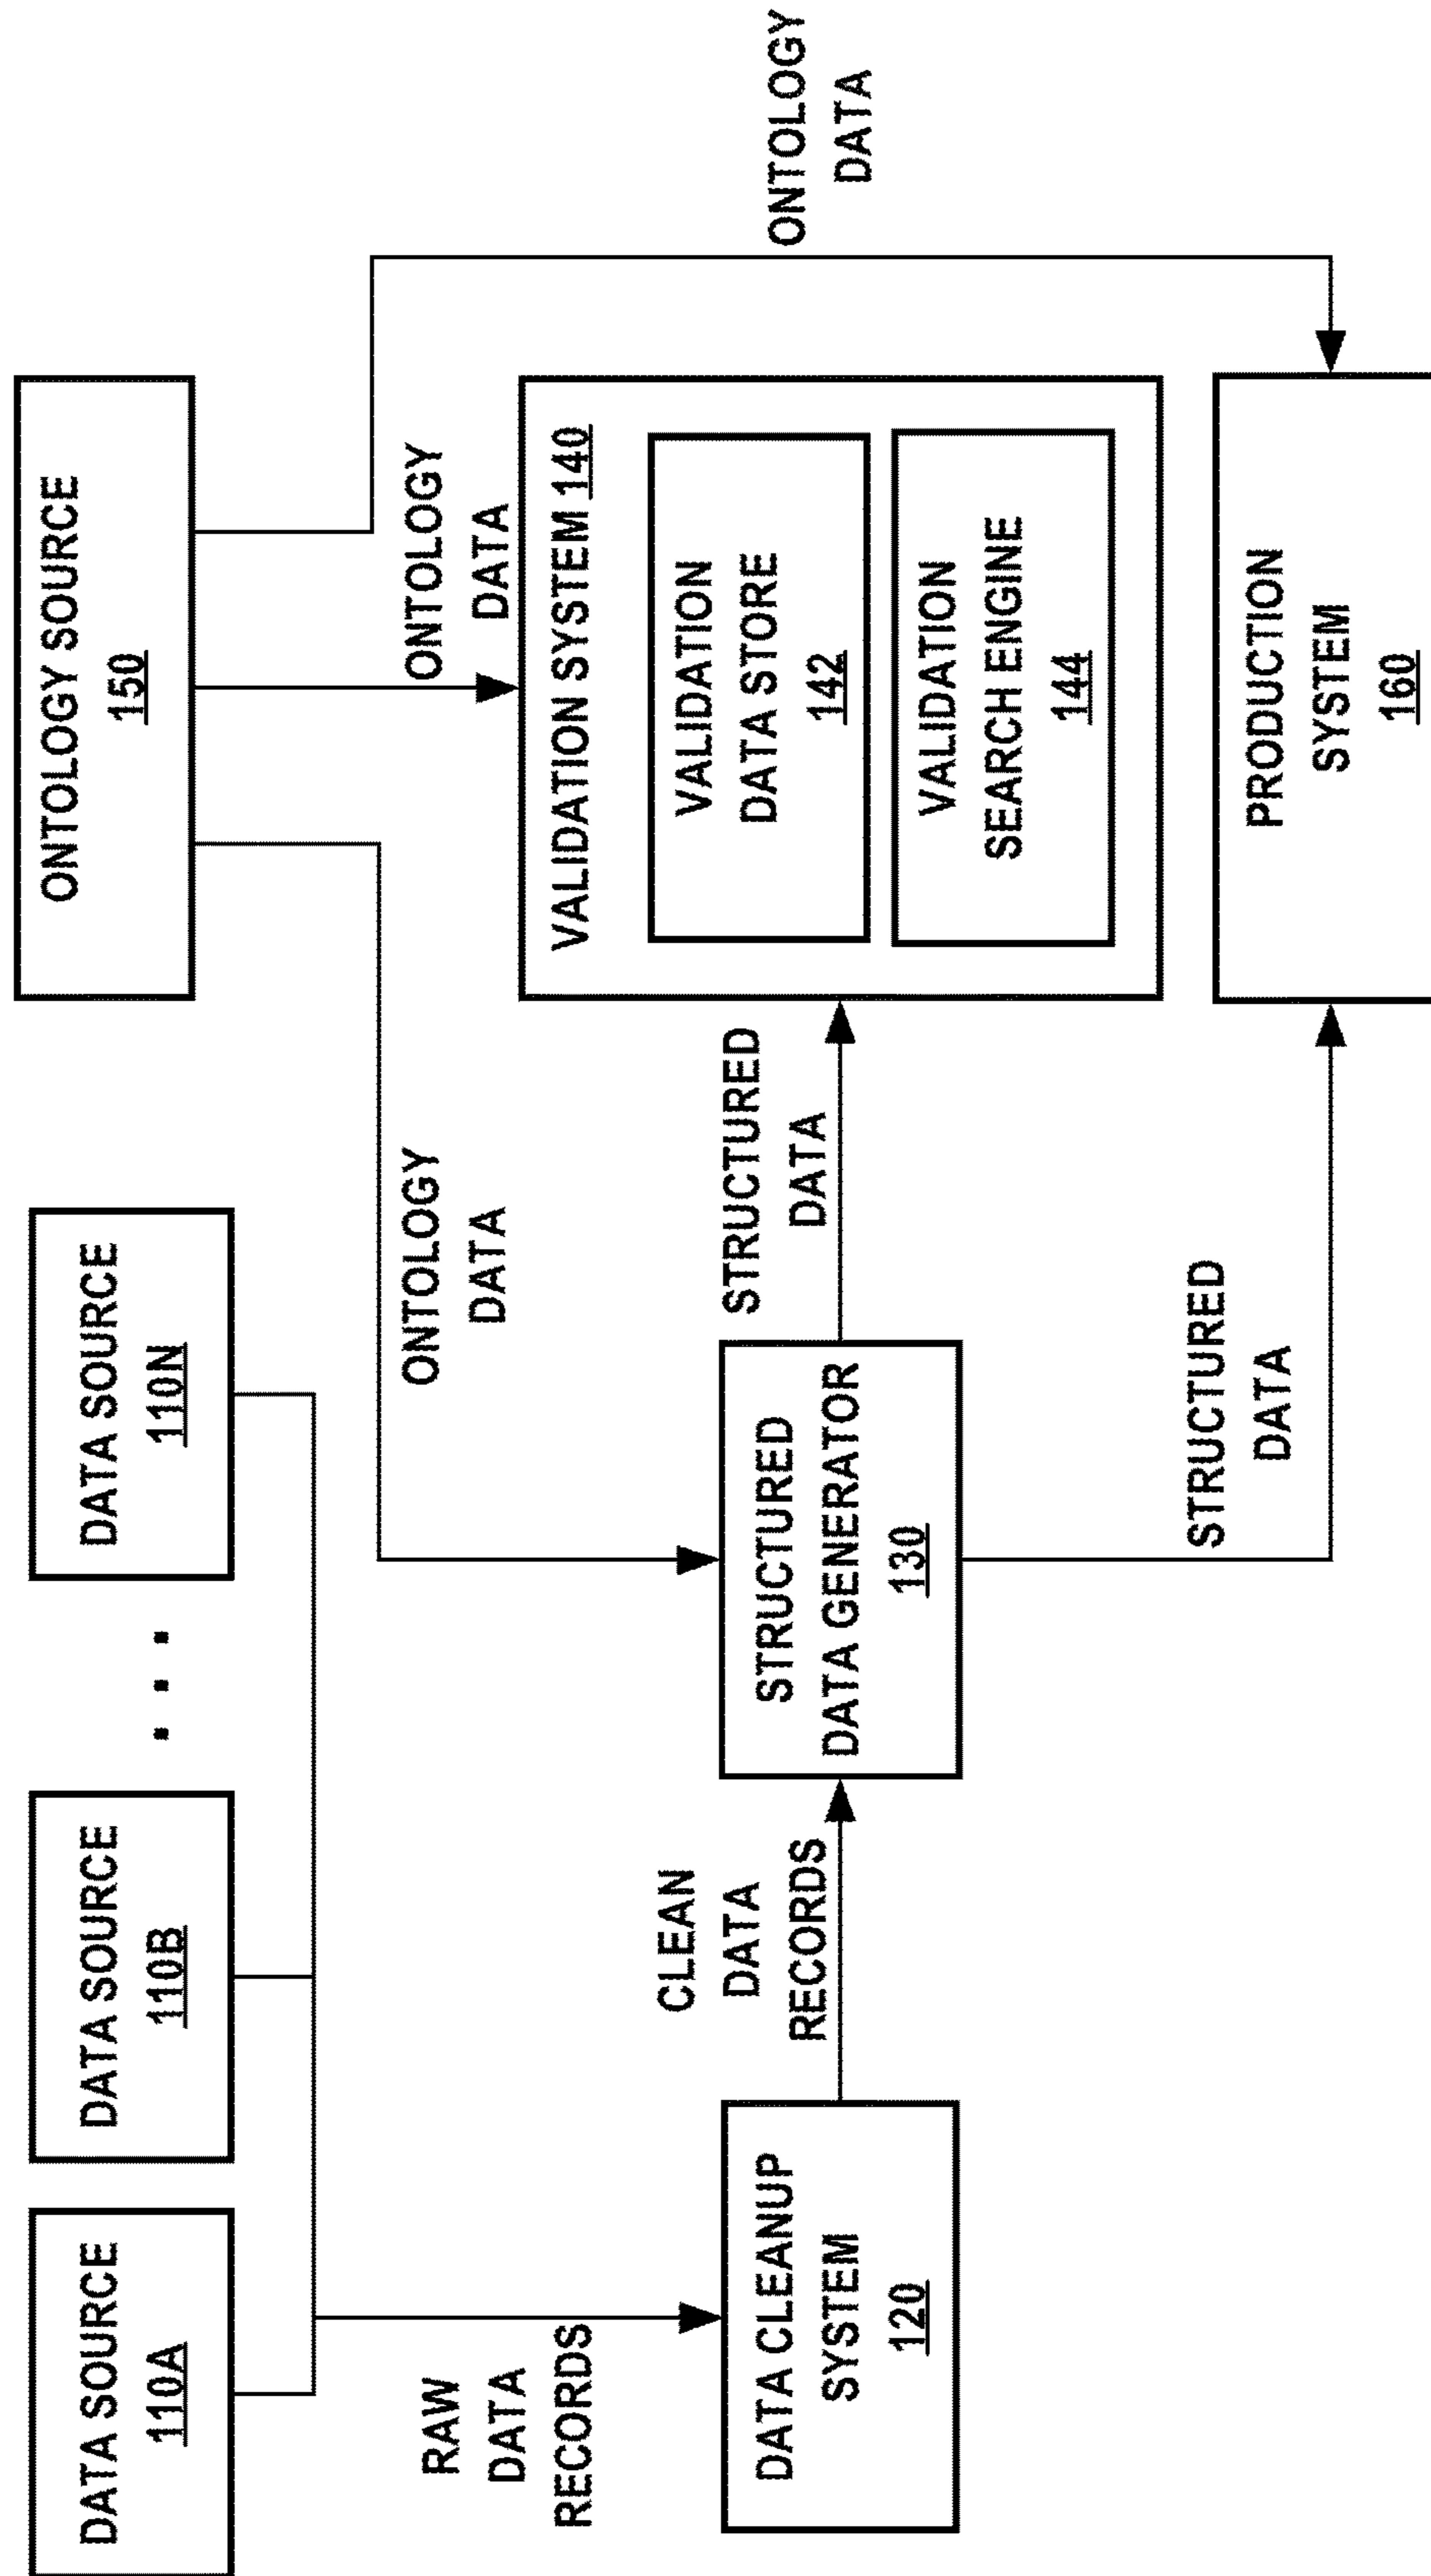 DATA SOURCE
110A
DATA SOURCE
110B
. . .
DATA SOURCE
110N
ONTOLOGY SOURCE
150
RAW
DATA
RECORDS
ONTOLOGY
DATA
ONTOLOGY
DATA
ONTOLOGY
DATA
DATA CLEANUP
SYSTEM
120
CLEAN
DATA
RECORDS
STRUCTURED
DATA GENERATOR
130
STRUCTURED
DATA
VALIDATION SYSTEM 140
VALIDATION
DATA STORE
142
VALIDATION
SEARCH ENGINE
144
STRUCTURED
DATA
PRODUCTION
SYSTEM
160